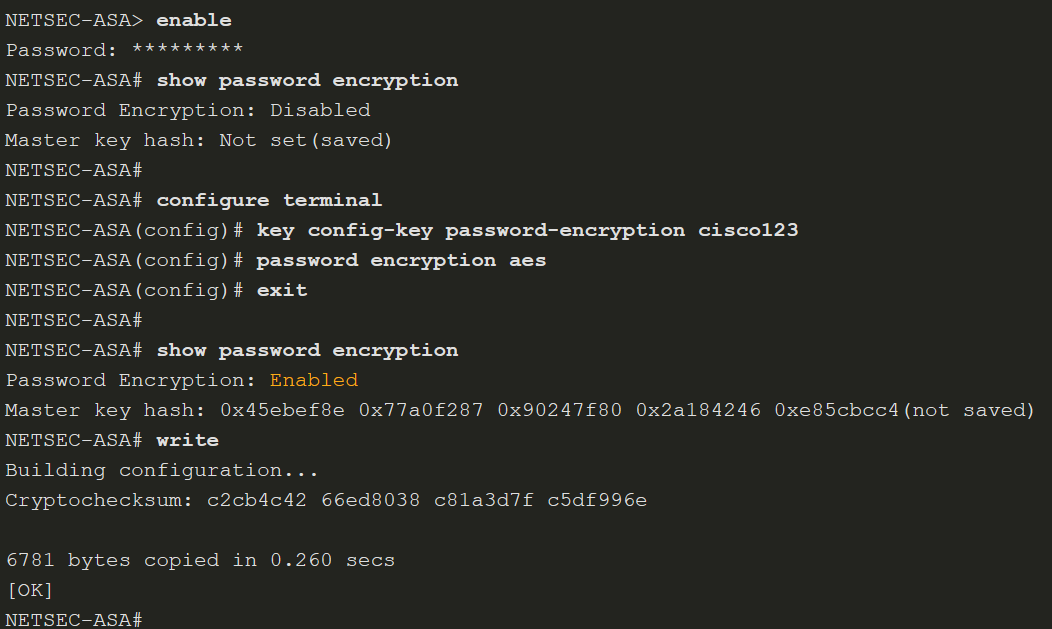 NETSEC-ASA> enable
Password: *********
NETSEC-ASA# show password encryption
Password Encryption: Disabled
Master key hash: Not set(saved)
NETSEC-ASA#
NETSEC-ASA# configure terminal
NETSEC-ASA(config)# key config-key password-encryption cisco123
NETSEC-ASA(config)# password encryption aes
NETSEC-ASA(config)# exit
NETSEC-ASA#
NETSEC-ASA# show password encryption
Password Encryption: Enabled
Master key hash: 0x45ebef8e 0x77a0f287 0x90247f80 0x2a184246 0xe85cbcc4(not saved)
NETSEC-ASA# write
Building configuration...
Cryptochecksum: c2cb4c42 66ed8038 c81a3d7f c5df996e
6781 bytes copied in 0.260 secs
[OK]
NETSEC-ASA#